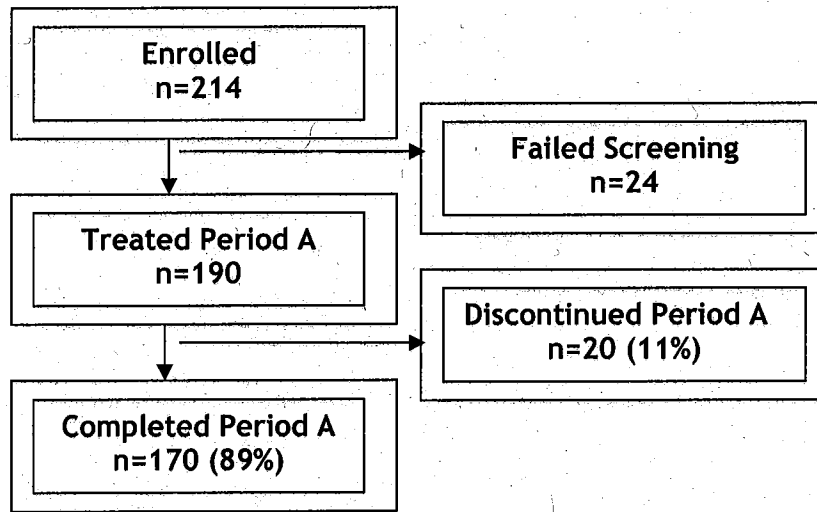 Enrolled
n=214
Failed Screening
n=24
Treated Period A
n=190
Discontinued Period A
n=20 (11%)
Completed Period A
n=170 (89%)